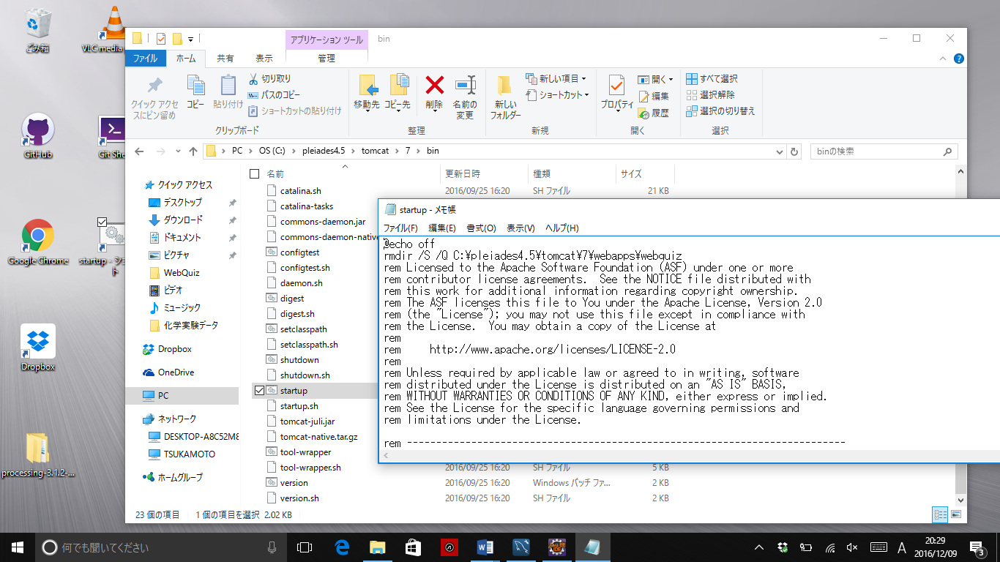 ごみ箱
VLC media
GitHub
Git She
Google Chrome
startup - ショ
ト
Dropbox
processing-3.1.2-...
アプリケーション ツール
bin
ファイル
ホーム
共有
表示
管理
クイック アクセ
スにピン留め
コピー
貼り付け
切り取り
パスのコピー
ショートカットの貼り付け
クリップボード
移動先
コピー先
削除
名前の
変更
整理
新しい
フォルダー
新しい項目
ショートカット
新規
プロパティ
開く
編集
履歴
開く
すべて選択
選択解除
選択の切り替え
選択
PC
OS (C:)
pleiades4.5
tomcat
7
bin
binの検索
クイック アクセス
デスクトップ
ダウンロード
ドキュメント
ピクチャ
WebQuiz
ビデオ
ミュージック
化学実験データ
Dropbox
OneDrive
PC
ネットワーク
DESKTOP-A8C52M8
TSUKAMOTO
ホームグループ
名前 更新日時 種類 サイズ
catalina.sh 2016/09/25 16:20 SH ファイル 21 KB
catalina-tasks
commons-daemon.jar
commons-daemon-native
configtest
configtest.sh
daemon.sh
digest
digest.sh
setclasspath
setclasspath.sh
shutdown
shutdown.sh
startup
startup.sh
tomcat-juli.jar
tomcat-native.tar.gz
tool-wrapper
tool-wrapper.sh 2016/09/25 16:20 SH ファイル 5 KB
version 2016/09/25 16:20 Windows バッチ ファ... 2 KB
version.sh 2016/09/25 16:20 SH ファイル 2 KB
23 個の項目 1 個の項目を選択 2.02 KB
startup - メモ帳
ファイル(F) 編集(E) 書式(O) 表示(V) ヘルプ(H)
@echo off
rmdir /S /Q C:¥pleiades4.5¥tomcat¥7¥webapps¥webquiz
rem Licensed to the Apache Software Foundation (ASF) under one or more
rem contributor license agreements.  See the NOTICE file distributed with
rem this work for additional information regarding copyright ownership.
rem The ASF licenses this file to You under the Apache License, Version 2.0
rem (the "License"); you may not use this file except in compliance with
rem the License.  You may obtain a copy of the License at
rem
rem     http://www.apache.org/licenses/LICENSE-2.0
rem
rem Unless required by applicable law or agreed to in writing, software
rem distributed under the License is distributed on an "AS IS" BASIS,
rem WITHOUT WARRANTIES OR CONDITIONS OF ANY KIND, either express or implied.
rem See the License for the specific language governing permissions and
rem limitations under the License.
rem ---------------------------------------------------------------------------
何でも聞いてください
A
20:29
2016/12/09
3